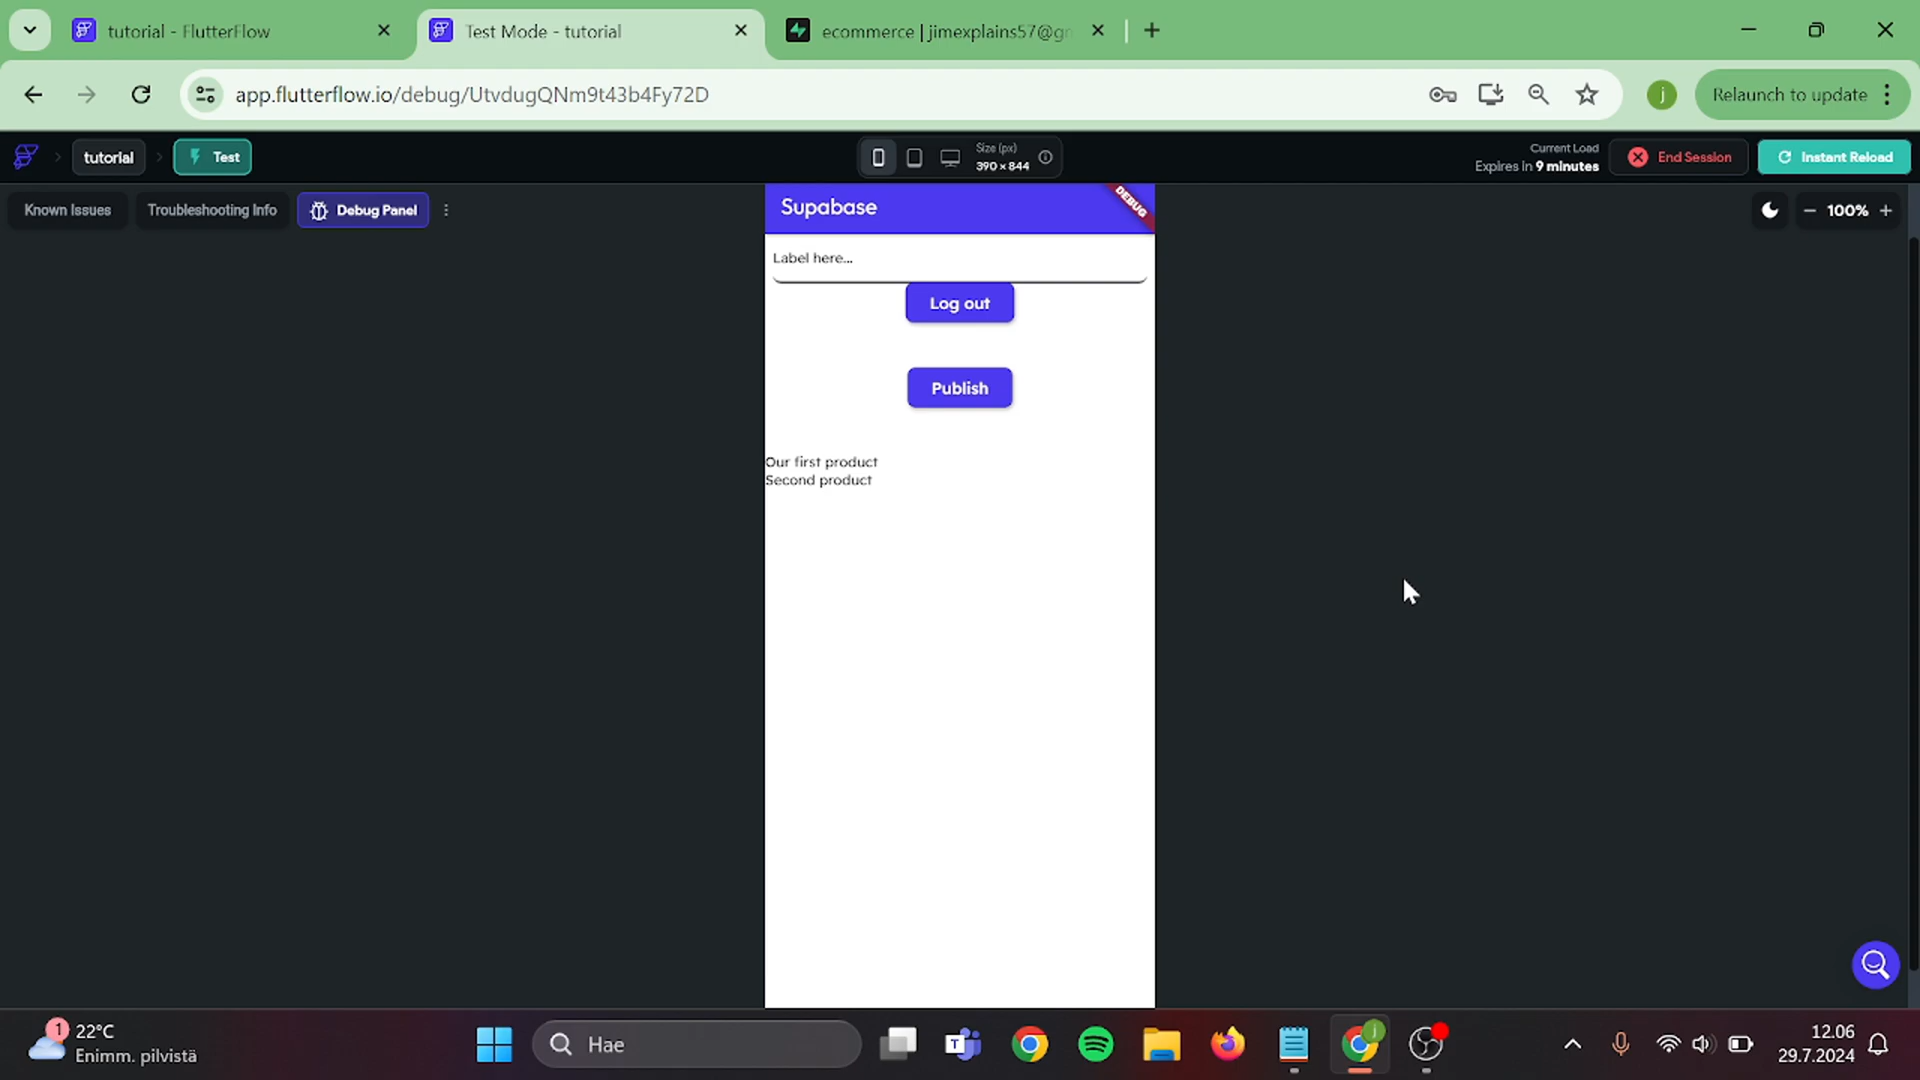 tutorial - FlutterFlow
Test Mode - tutorial
ecommerce | jimexplains57@gr
app.flutterflow.io/debug/UtvdugQNm9t43b4Fy72D
j
Relaunch to update
tutorial
Test
Size (px)
390 × 844
Current Load
Expires in 9 minutes
End Session
Instant Reload
Known Issues
Troubleshooting Info
Debug Panel
100%
Supabase
DEBUG
Label here...
Log out
Publish
Our first product
Second product
1
22°C
Enimm. pilvistä
Hae
T
j
12.06
29.7.2024